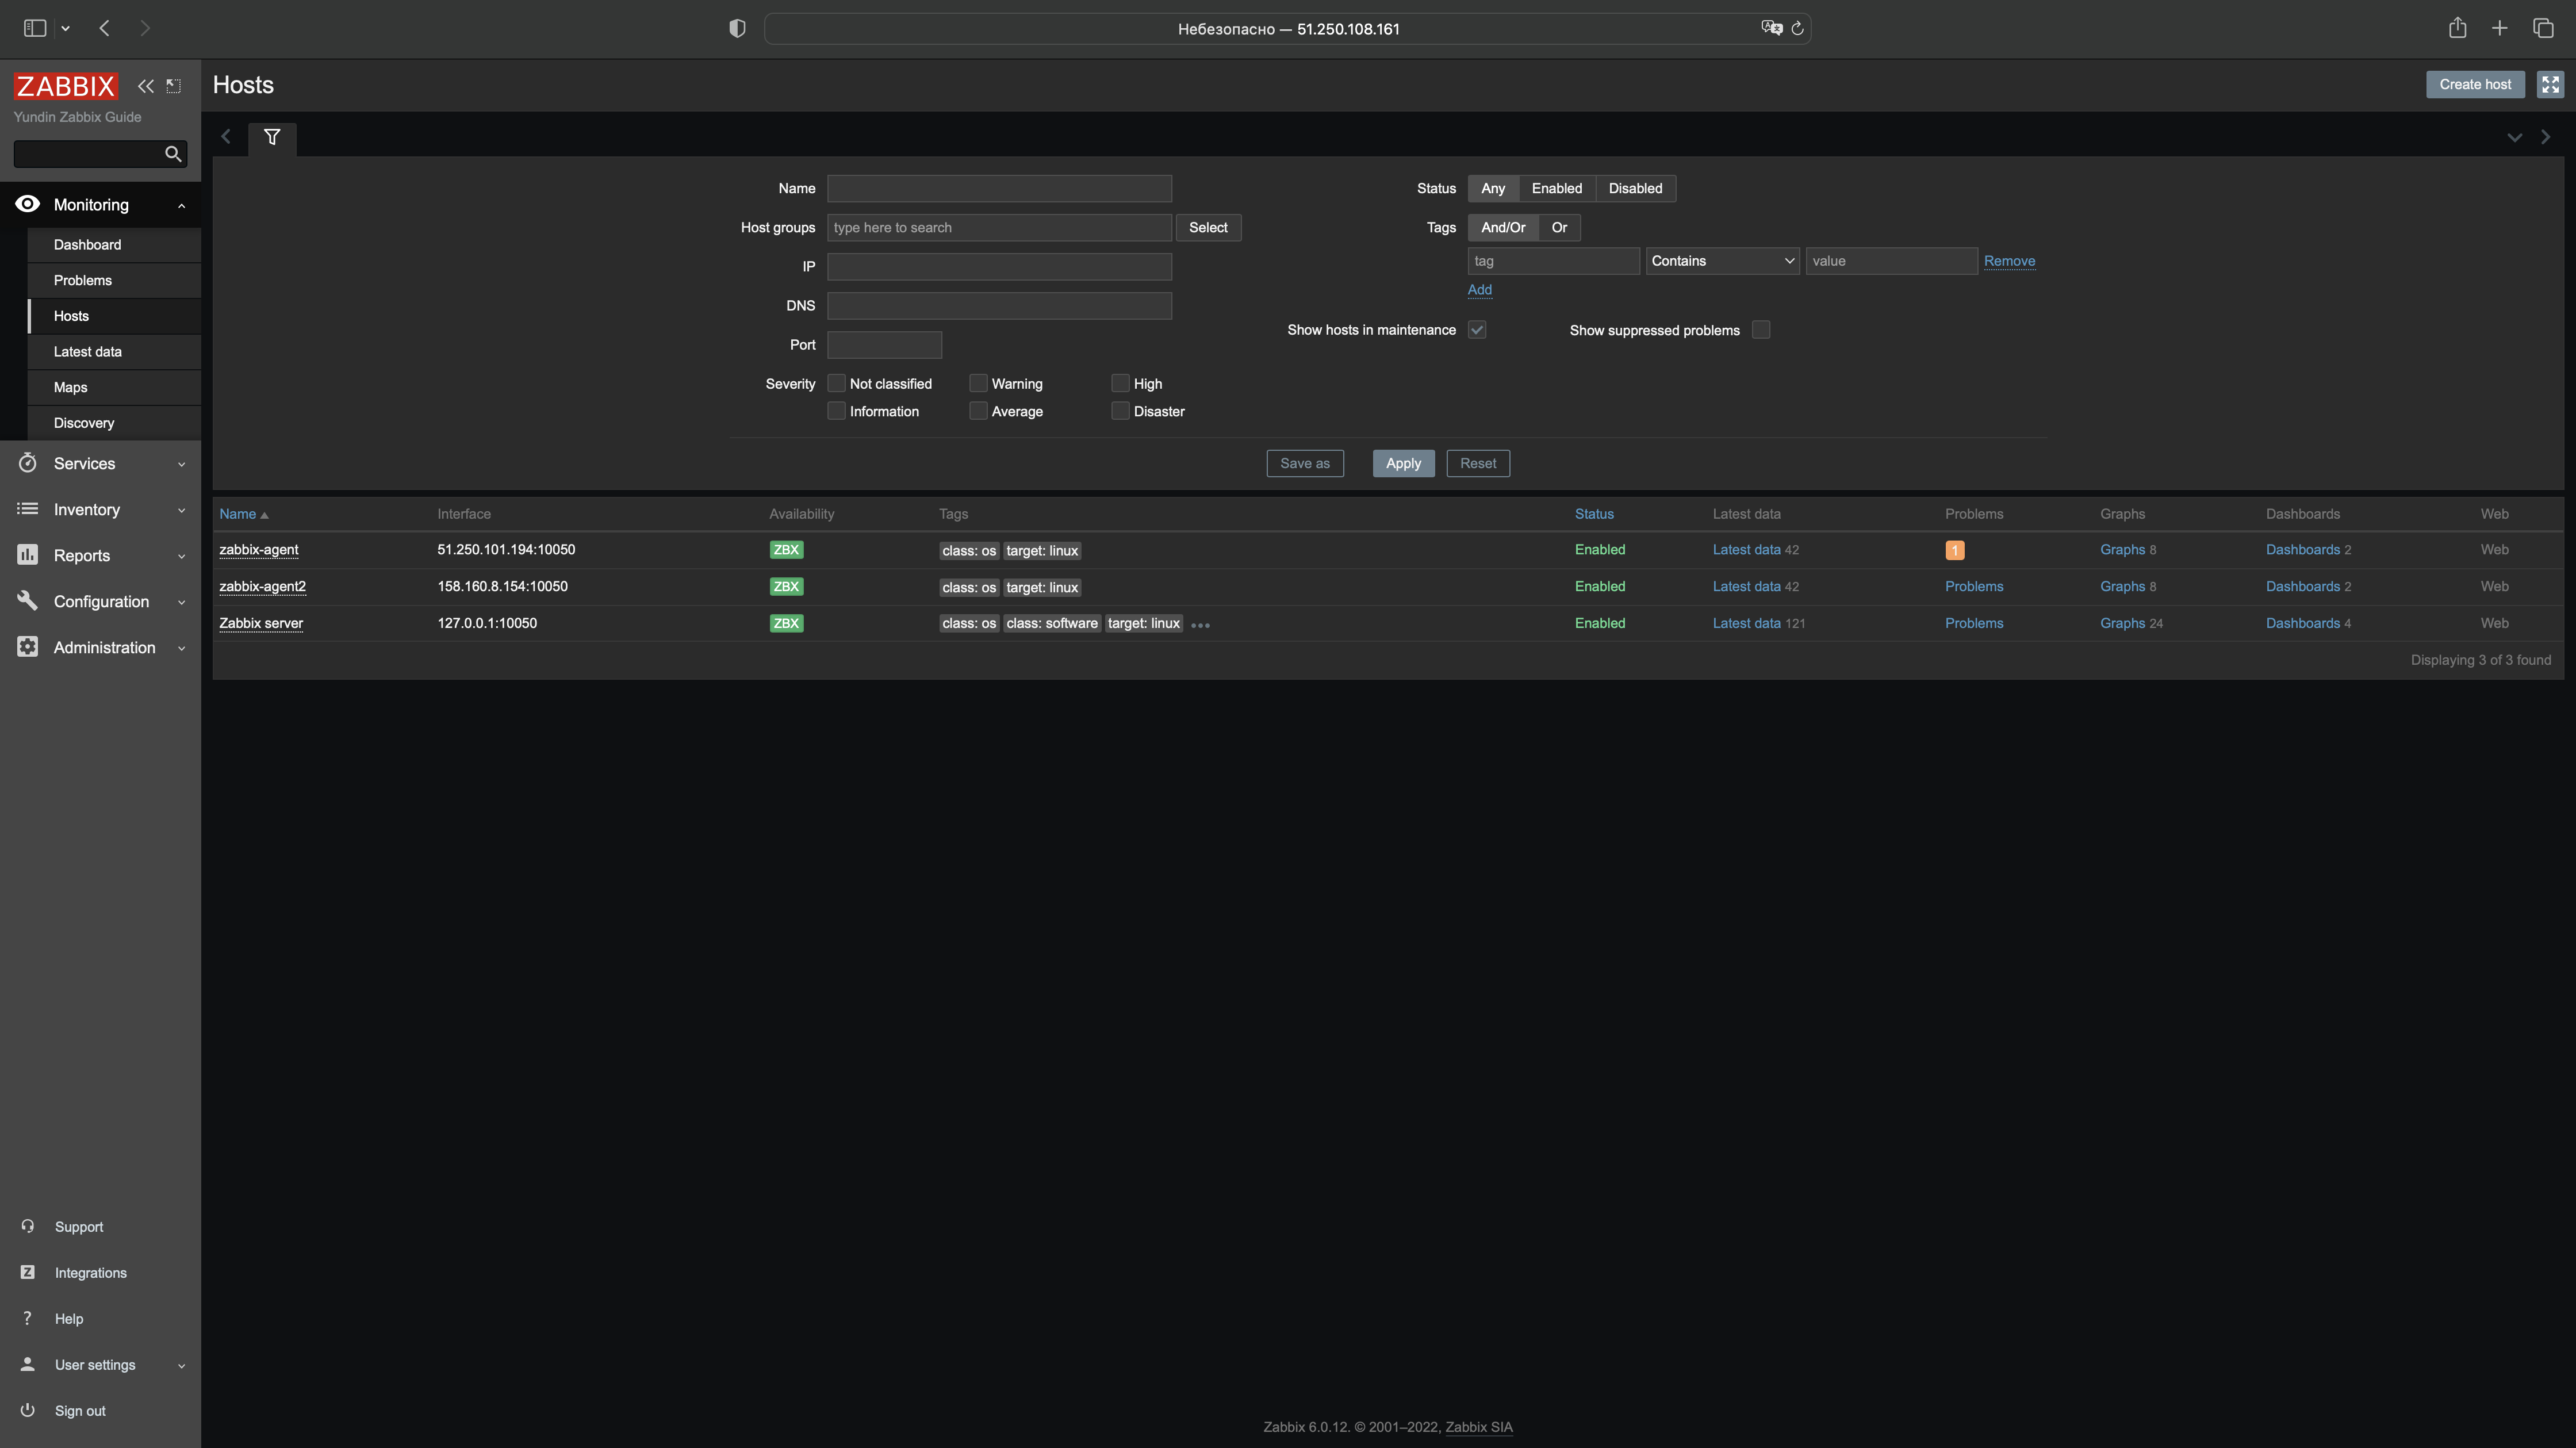 Небезопасно — 51.250.108.161
ZABBIX
Yundin Zabbix Guide
Monitoring
Dashboard
Problems
Hosts
Latest data
Maps
Discovery
Services
Inventory
Reports
Configuration
Administration
Support
Integrations
Help
User settings
Sign out
Hosts
Create host
Name
Host groups type here to search Select
IP
DNS
Port
Severity Not classified Warning High
Information Average Disaster
Status Any Enabled Disabled
Tags And/Or Or
tag Contains value Remove
Add
Show hosts in maintenance Show suppressed problems
Save as Apply Reset
Name Interface Availability Tags Status Latest data Problems Graphs Dashboards Web
zabbix-agent 51.250.101.194:10050 ZBX class: os target: linux Enabled Latest data 42 1 Graphs 8 Dashboards 2 Web
zabbix-agent2 158.160.8.154:10050 ZBX class: os target: linux Enabled Latest data 42 Problems Graphs 8 Dashboards 2 Web
Zabbix server 127.0.0.1:10050 ZBX class: os class: software target: linux ••• Enabled Latest data 121 Problems Graphs 24 Dashboards 4 Web
Displaying 3 of 3 found
Zabbix 6.0.12. © 2001–2022, Zabbix SIA